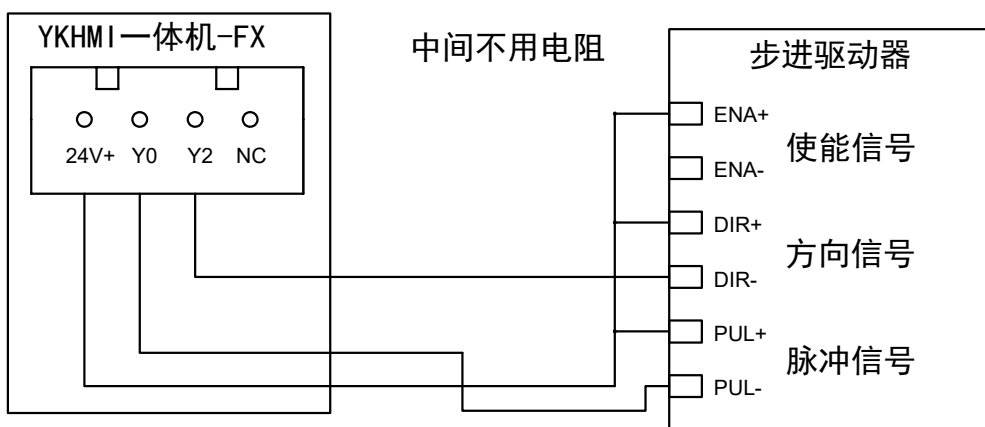 YKHMI一体机-FX
24V+ Y0 Y2 NC
中间不用电阻
步进驱动器
ENA+
使能信号
ENA-
DIR+
方向信号
DIR-
PUL+
脉冲信号
PUL-